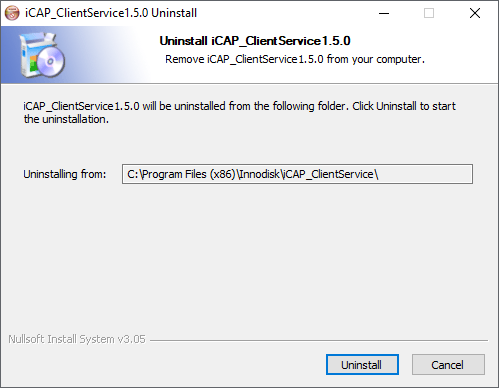 iCAP_ClientService1.5.0 Uninstall
Uninstall iCAP_ClientService1.5.0
Remove iCAP_ClientService1.5.0 from your computer.
iCAP_ClientService1.5.0 will be uninstalled from the following folder. Click Uninstall to start
the uninstallation.
Uninstalling from: C:\Program Files (x86)\Innodisk\iCAP_ClientService\
Nullsoft Install System v3.05
Uninstall Cancel